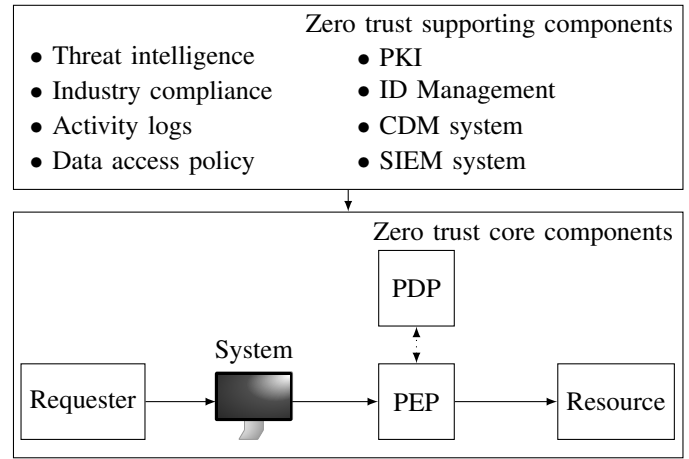 Zero trust supporting components
• Threat intelligence
• PKI
• Industry compliance
• ID Management
• Activity logs
• CDM system
• Data access policy
• SIEM system
Zero trust core components
PDP
System
Requester
PEP
Resource